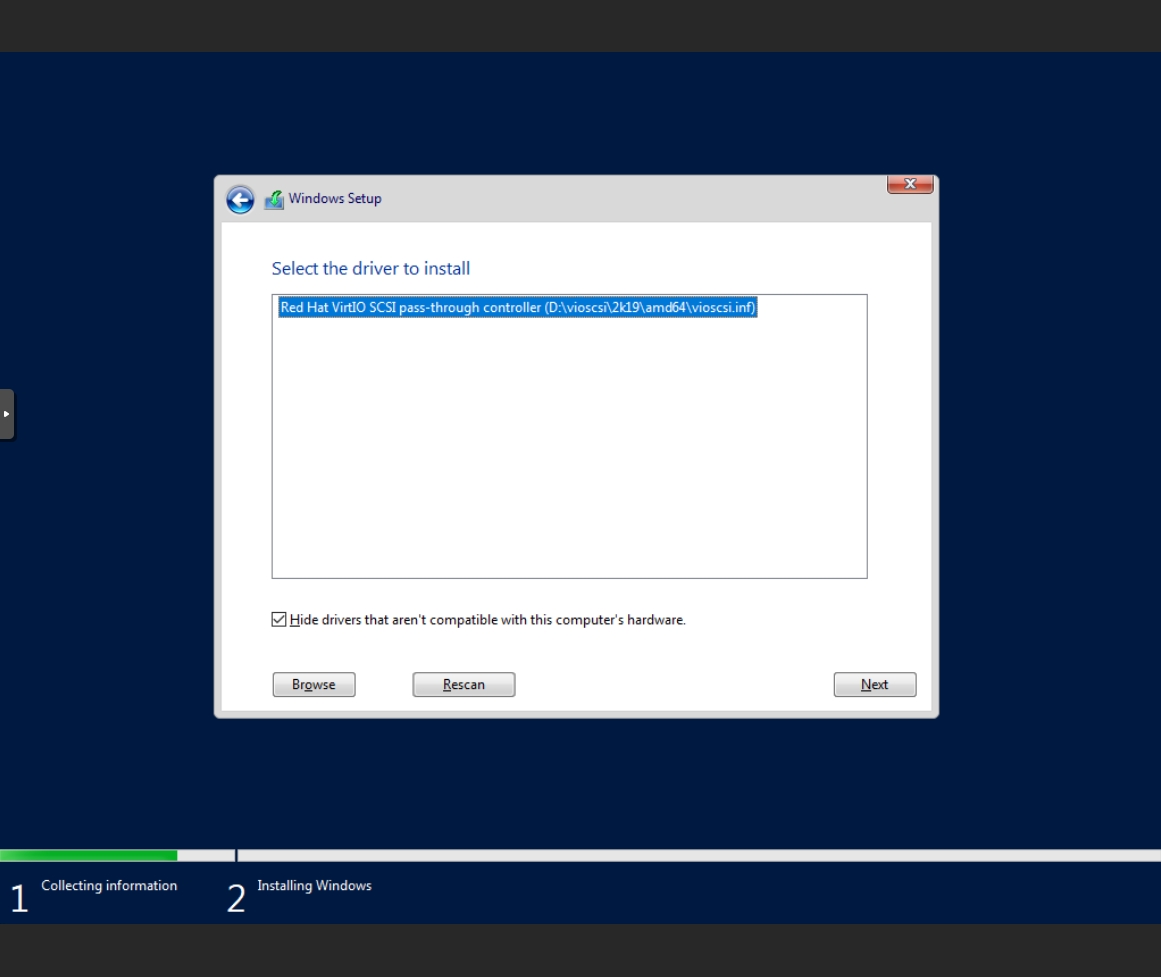 Windows Setup
Select the driver to install
Red Hat VirtIO SCSI pass-through controller (D:\vioscsi\2k19\amd64\vioscsi.inf)
Hide drivers that aren't compatible with this computer's hardware.
Browse
Rescan
Next
1 Collecting information
2 Installing Windows